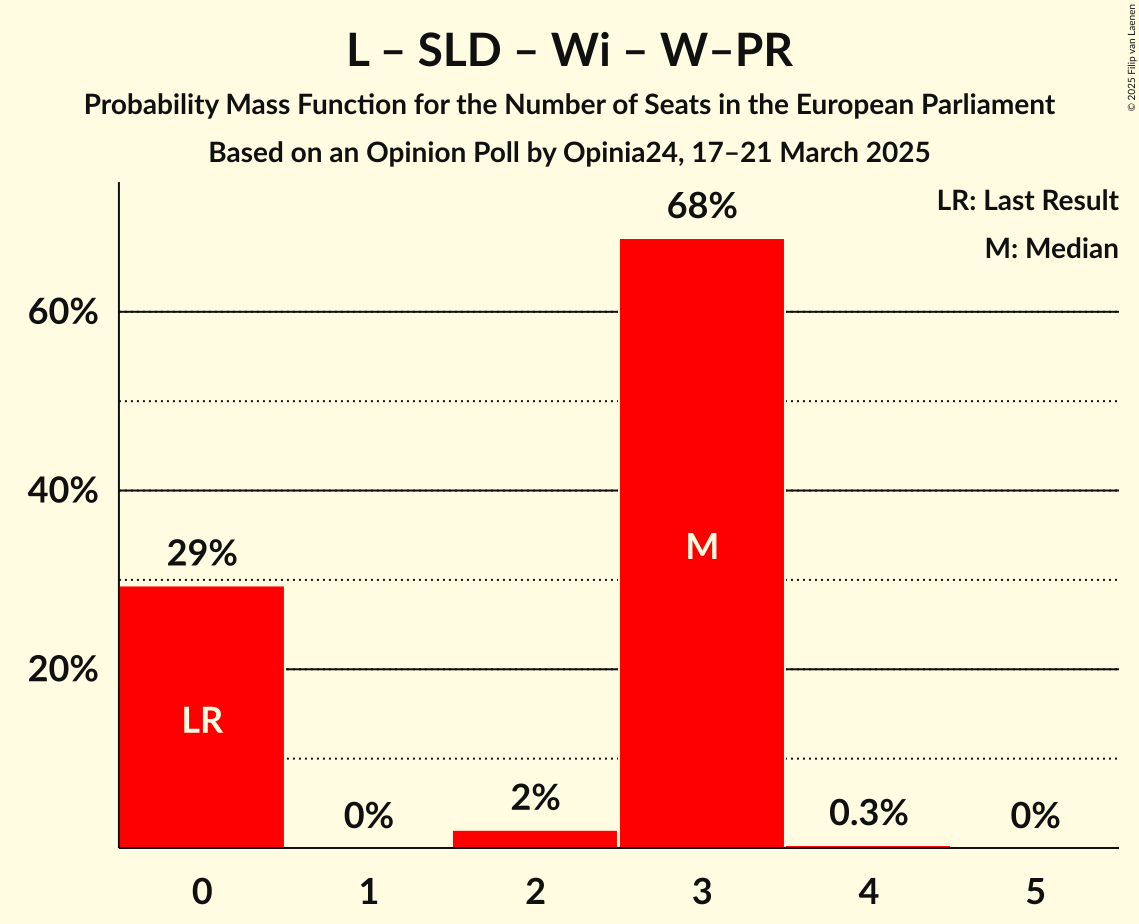 L – SLD – Wi – W–PR
Probability Mass Function for the Number of Seats in the European Parliament
Based on an Opinion Poll by Opinia24, 17–21 March 2025
© 2025 Filip van Laenen
LR: Last Result
M: Median
68%
60%
40%
29%
20%
M
LR
0%
2%
0.3%
0%
0 1 2 3 4 5